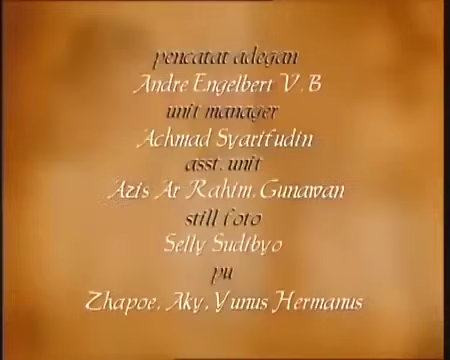 pencatat adegan
Andre Engelbert V.B
unit manager
Achmad Syarifudin
asst. unit
Azis Ar Rahim, Gunawan
still foto
Selly Sudibyo
pu
Zhapoe, Aky, Yunus Hermanus